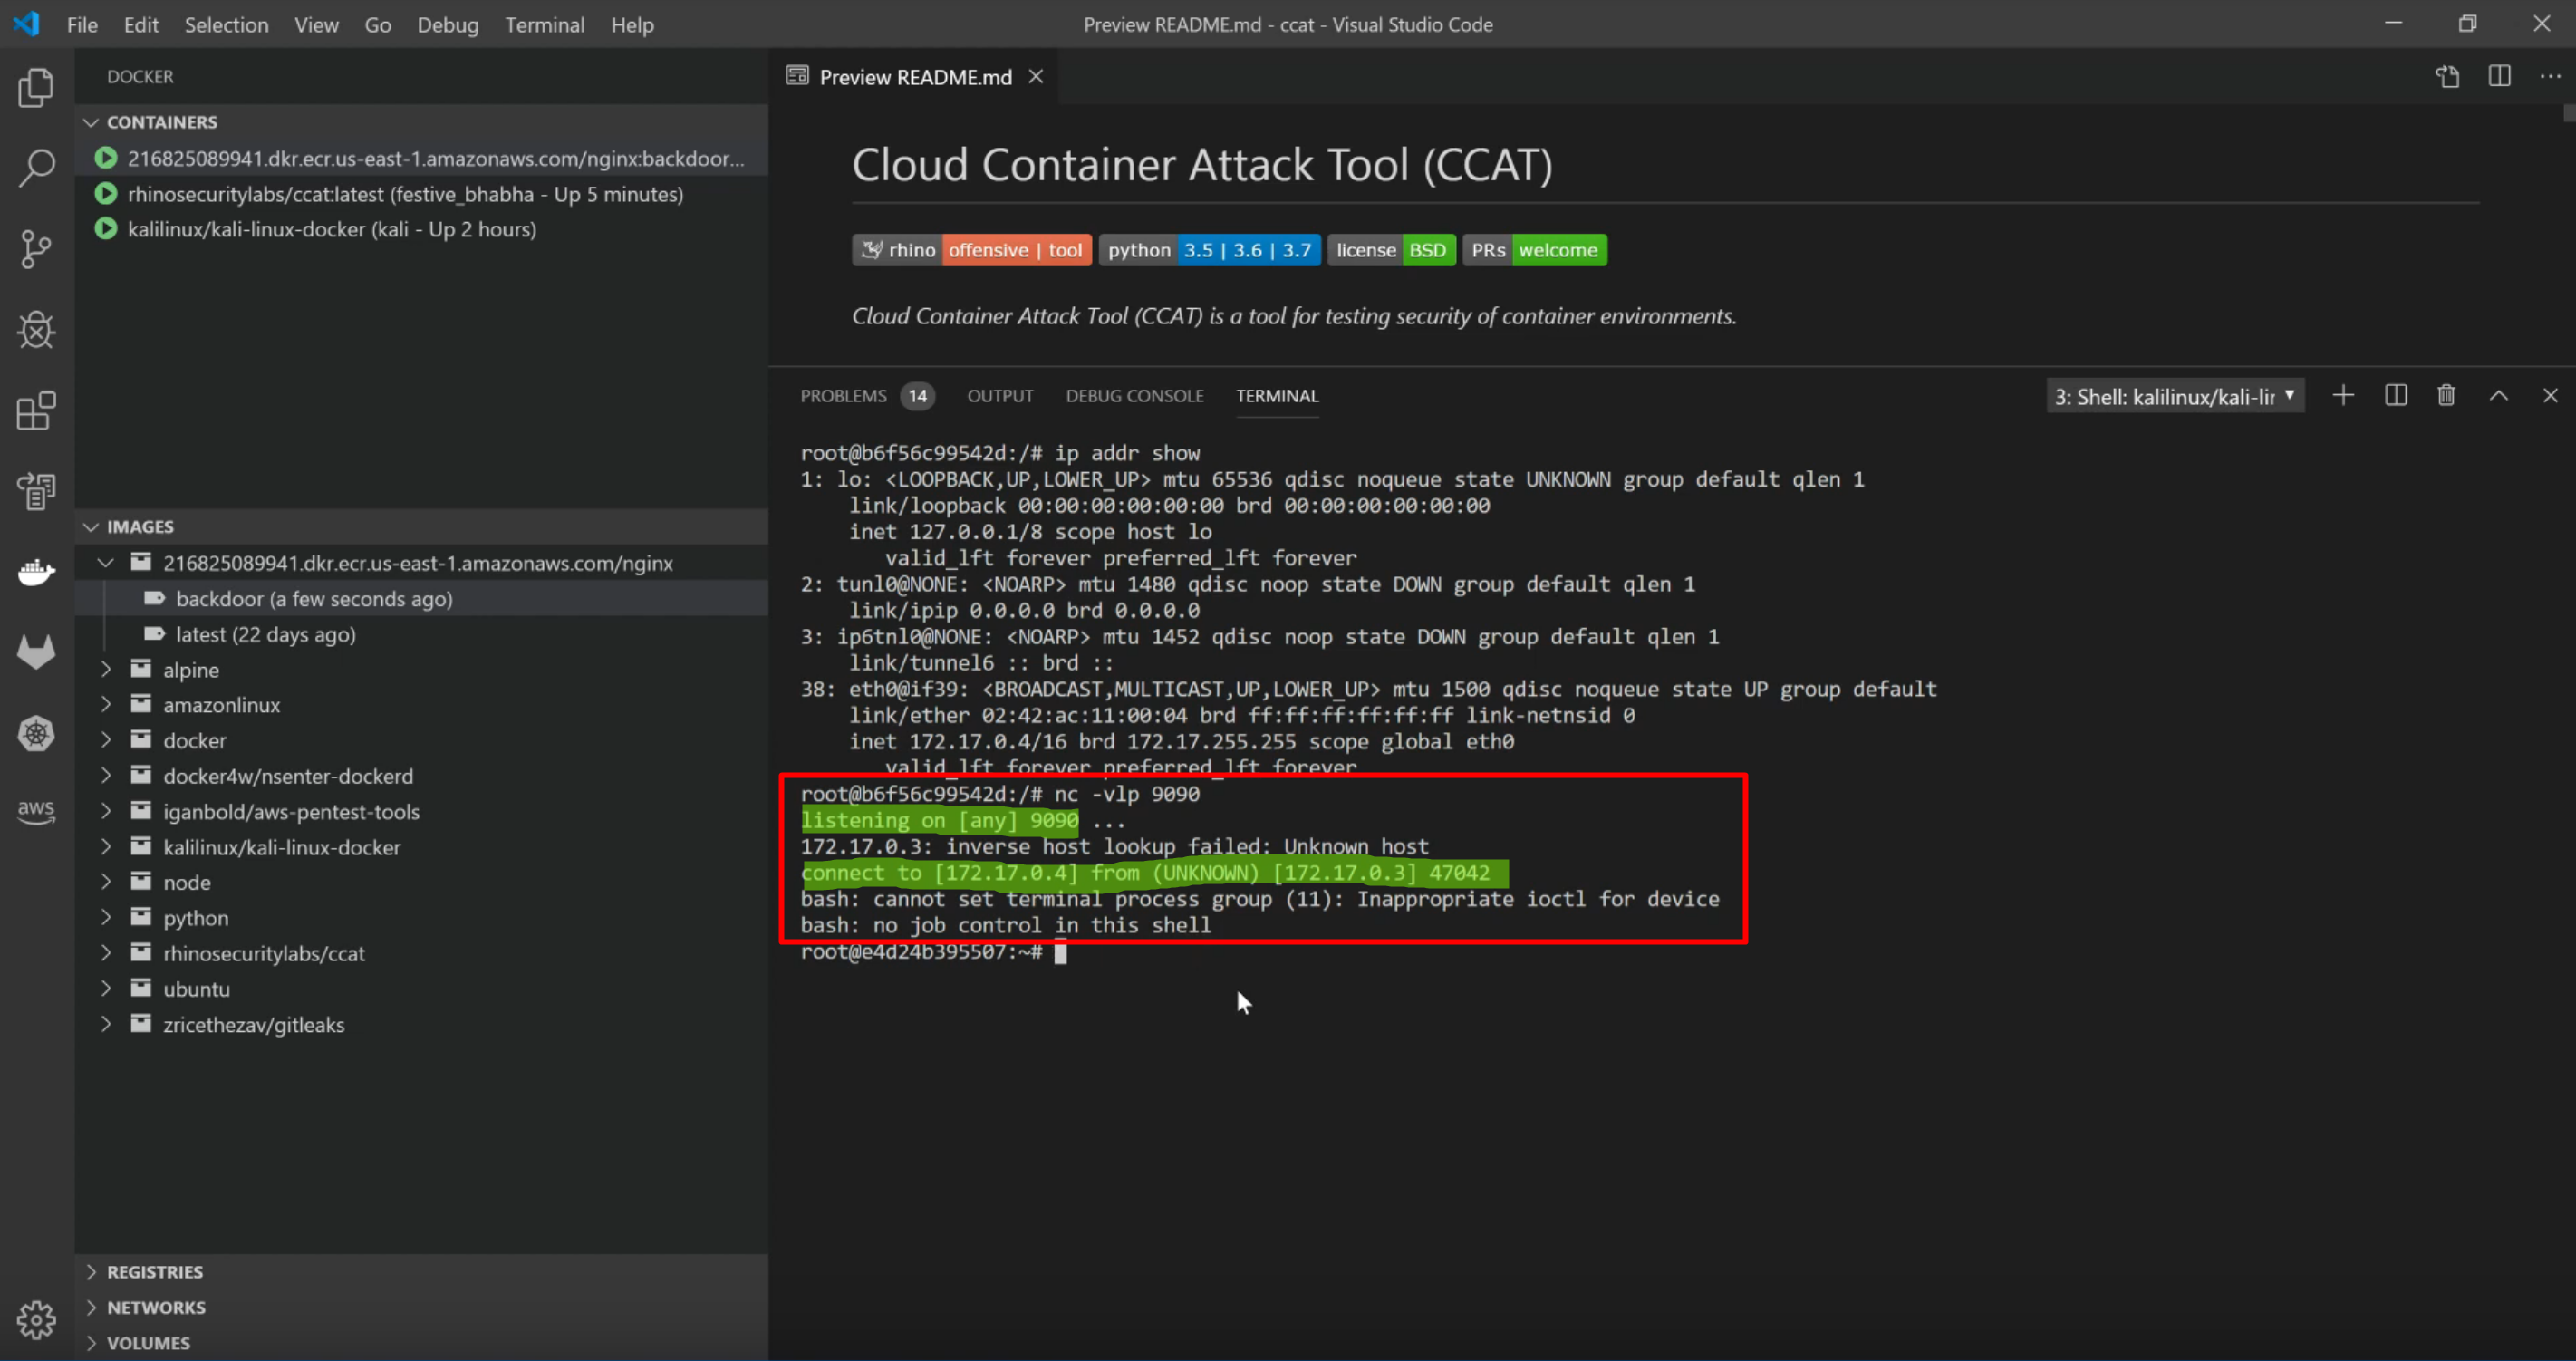 File Edit Selection View Go Debug Terminal Help
Preview README.md - ccat - Visual Studio Code
DOCKER
CONTAINERS
216825089941.dkr.ecr.us-east-1.amazonaws.com/nginx:backdoor...
rhinosecuritylabs/ccat:latest (festive_bhabha - Up 5 minutes)
kalilinux/kali-linux-docker (kali - Up 2 hours)
IMAGES
216825089941.dkr.ecr.us-east-1.amazonaws.com/nginx
backdoor (a few seconds ago)
latest (22 days ago)
alpine
amazonlinux
docker
docker4w/nsenter-dockerd
iganbold/aws-pentest-tools
kalilinux/kali-linux-docker
node
python
rhinosecuritylabs/ccat
ubuntu
zricethezav/gitleaks
REGISTRIES
NETWORKS
VOLUMES
aws
Preview README.md
Cloud Container Attack Tool (CCAT)
rhino offensive | tool python 3.5 | 3.6 | 3.7 license BSD PRs welcome
Cloud Container Attack Tool (CCAT) is a tool for testing security of container environments.
PROBLEMS 14 OUTPUT DEBUG CONSOLE TERMINAL
3: Shell: kalilinux/kali-lir
root@b6f56c99542d:/# ip addr show
1: lo: <LOOPBACK,UP,LOWER_UP> mtu 65536 qdisc noqueue state UNKNOWN group default qlen 1
link/loopback 00:00:00:00:00:00 brd 00:00:00:00:00:00
inet 127.0.0.1/8 scope host lo
valid_lft forever preferred_lft forever
2: tunl0@NONE: <NOARP> mtu 1480 qdisc noop state DOWN group default qlen 1
link/ipip 0.0.0.0 brd 0.0.0.0
3: ip6tnl0@NONE: <NOARP> mtu 1452 qdisc noop state DOWN group default qlen 1
link/tunnel6 :: brd ::
38: eth0@if39: <BROADCAST,MULTICAST,UP,LOWER_UP> mtu 1500 qdisc noqueue state UP group default
link/ether 02:42:ac:11:00:04 brd ff:ff:ff:ff:ff:ff link-netnsid 0
inet 172.17.0.4/16 brd 172.17.255.255 scope global eth0
valid_lft forever preferred_lft forever
root@b6f56c99542d:/# nc -vlp 9090
listening on [any] 9090 ...
172.17.0.3: inverse host lookup failed: Unknown host
connect to [172.17.0.4] from (UNKNOWN) [172.17.0.3] 47042
bash: cannot set terminal process group (11): Inappropriate ioctl for device
bash: no job control in this shell
root@e4d24b395507:~#